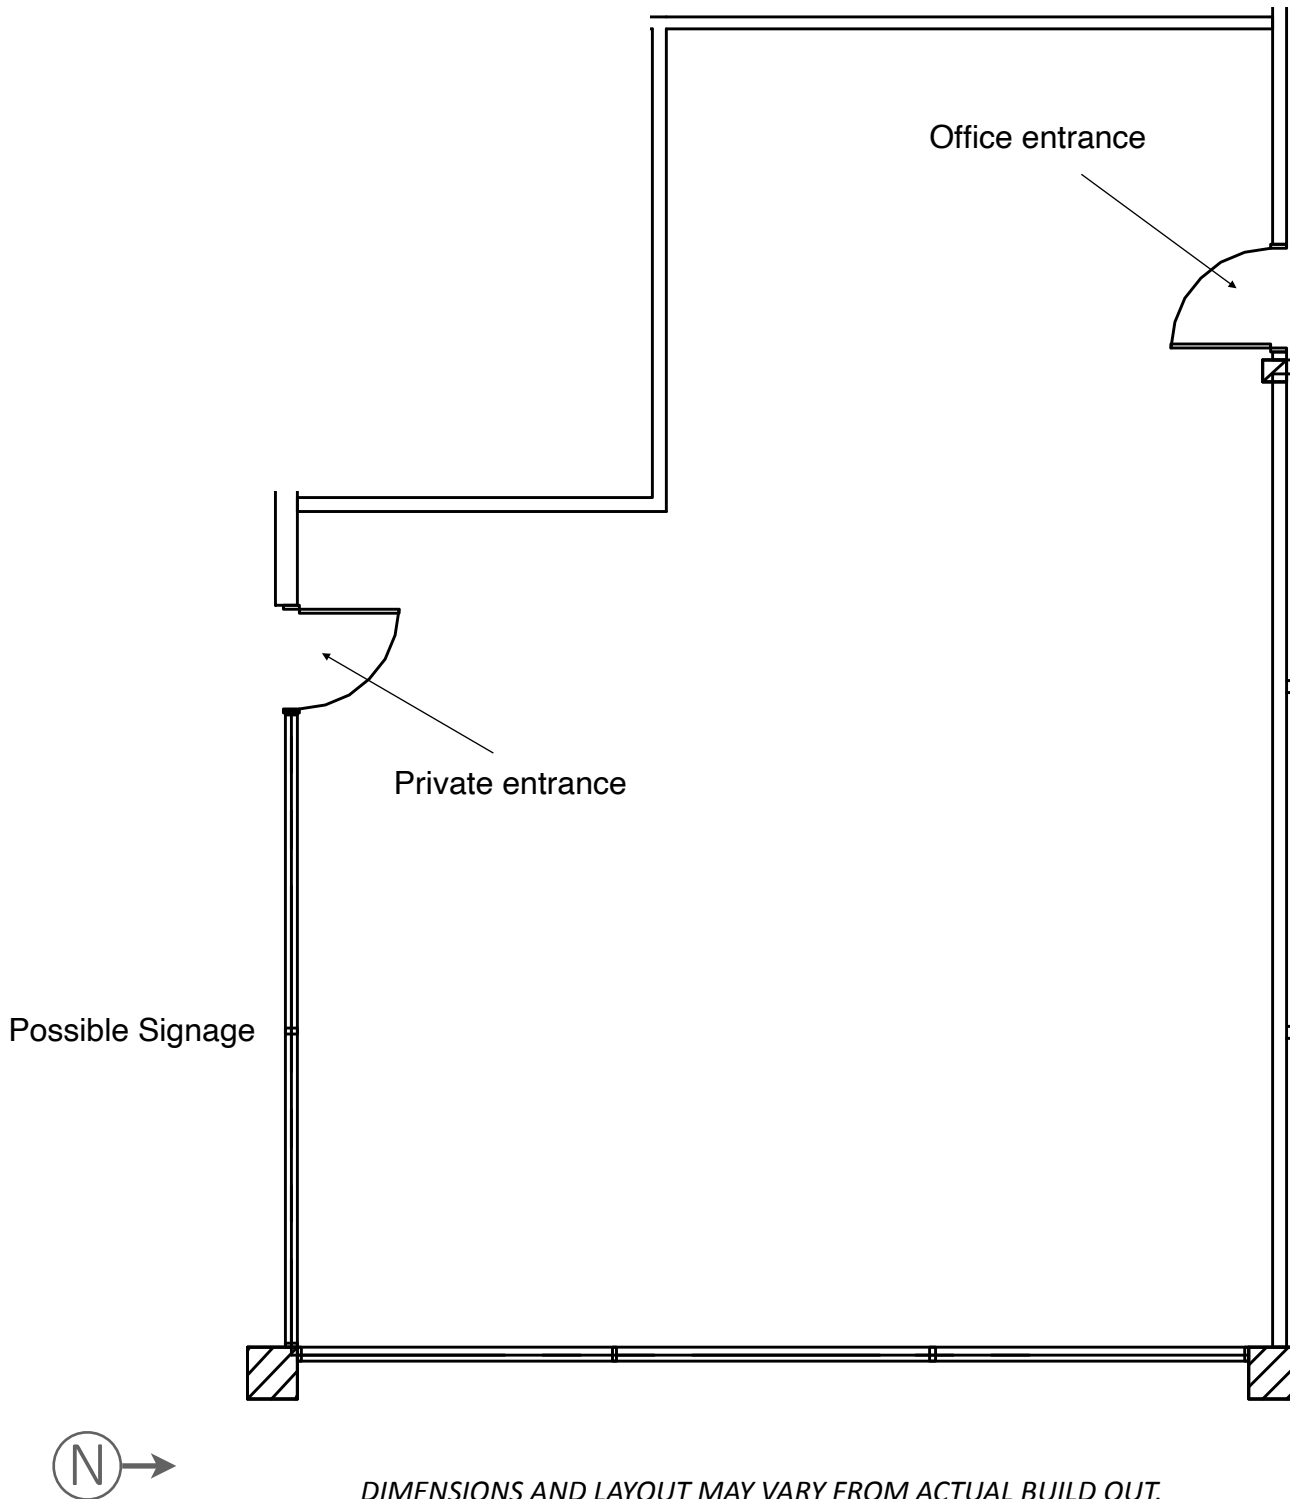 Office entrance
Private entrance
Possible Signage
N
DIMENSIONS AND LAYOUT MAY VARY FROM ACTUAL BUILD OUT.